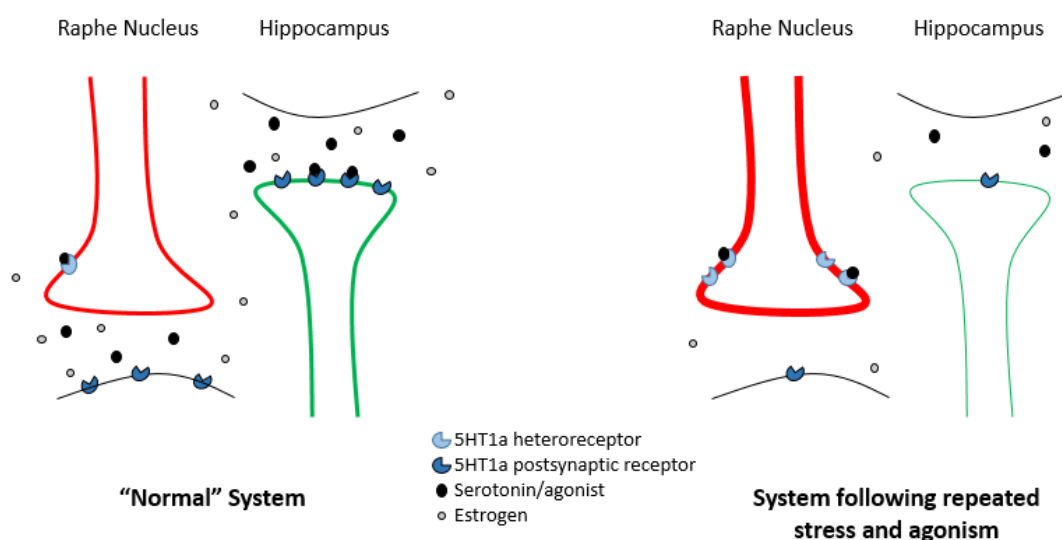 Raphe Nucleus
Hippocampus
Raphe Nucleus
Hippocampus
5HT1a heteroreceptor
5HT1a postsynaptic receptor
Serotonin/agonist
Estrogen
“Normal” System
System following repeated
stress and agonism